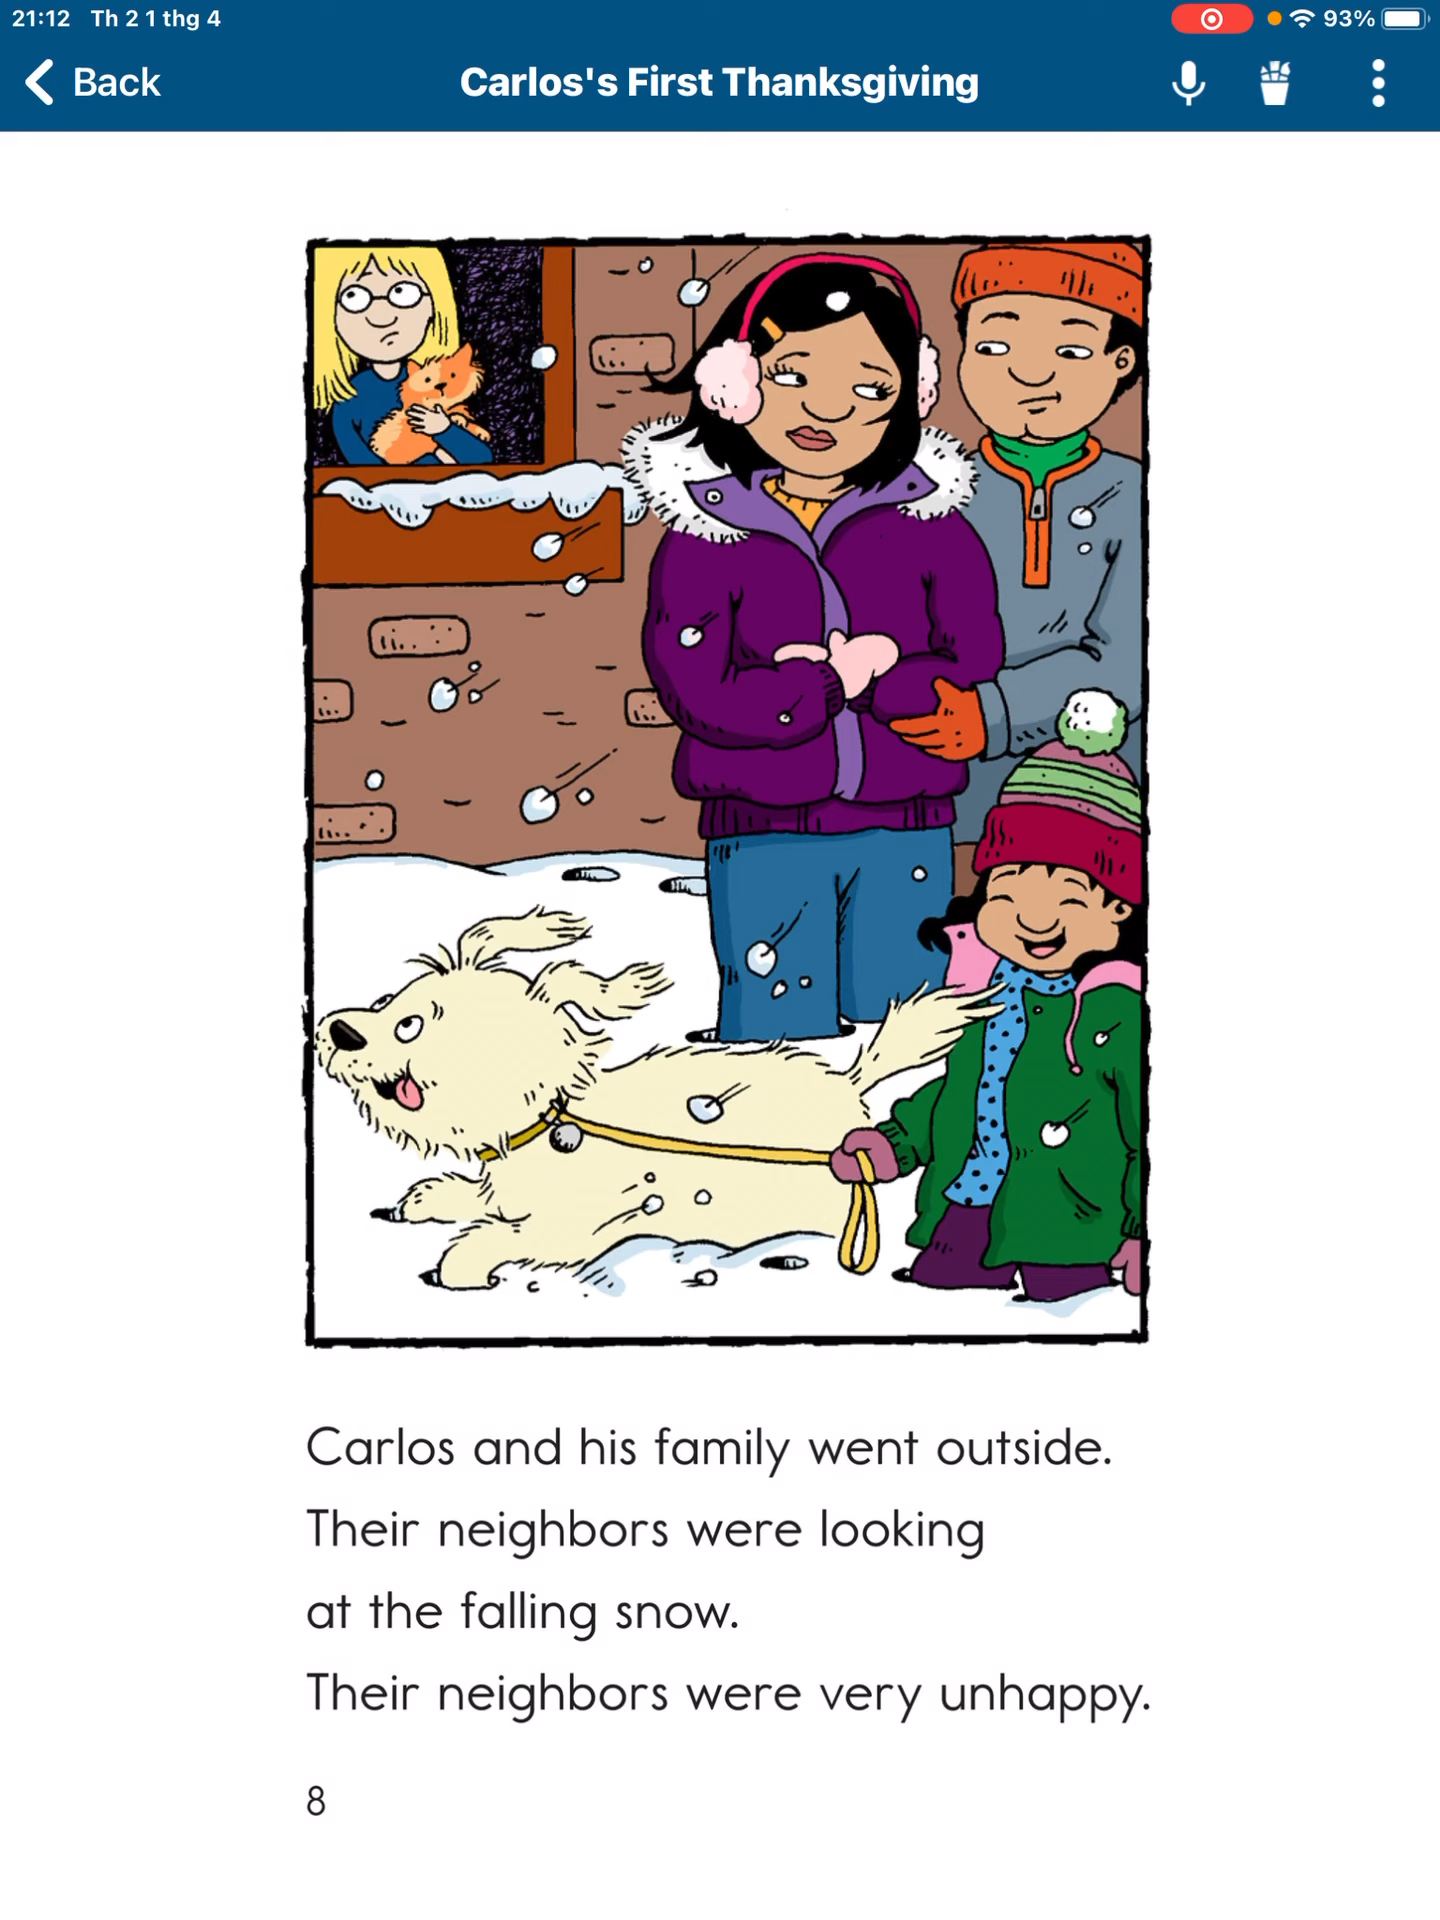 21:12 Th 2 1 thg 4 93%
Back Carlos's First Thanksgiving
Carlos and his family went outside.
Their neighbors were looking
at the falling snow.
Their neighbors were very unhappy.
8